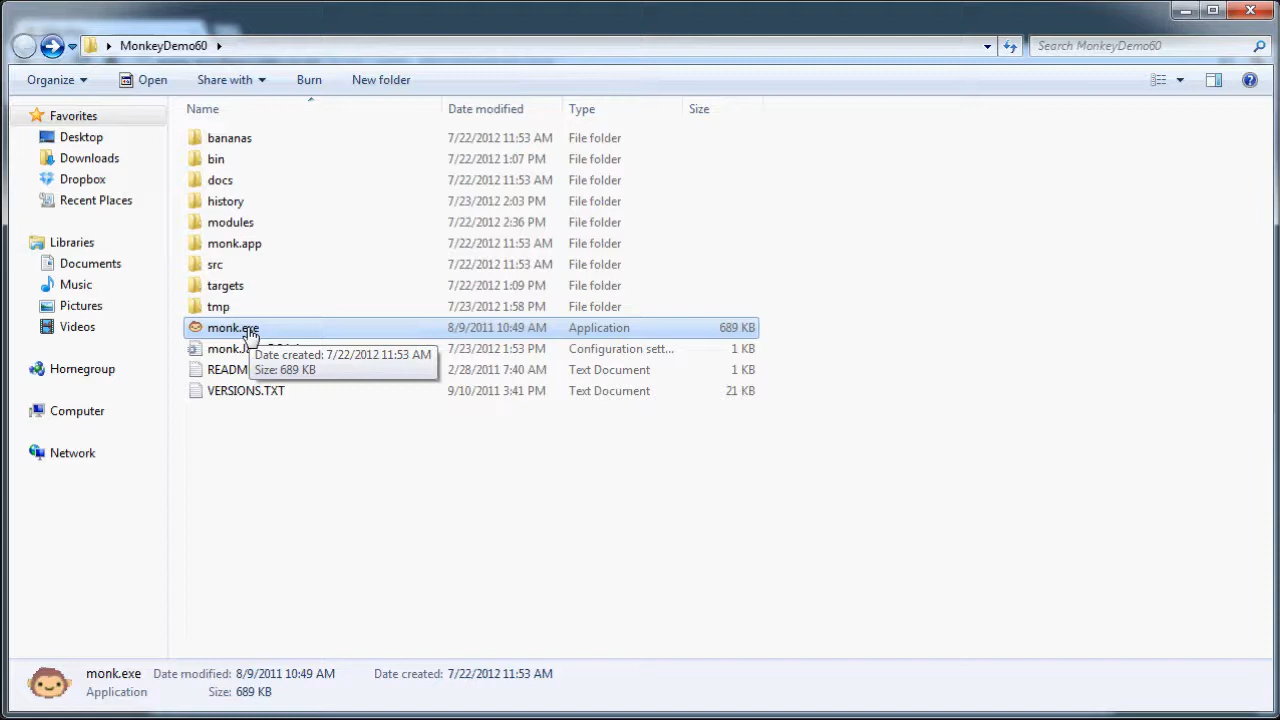 MonkeyDemo60
Search MonkeyDemo60
Organize Open Share with Burn New folder
Name Date modified Type Size
Favorites
Desktop
Downloads
Dropbox
Recent Places
Libraries
Documents
Music
Pictures
Videos
Homegroup
Computer
Network
bananas 7/22/2012 11:53 AM File folder
bin 7/22/2012 1:07 PM File folder
docs 7/22/2012 11:53 AM File folder
history 7/23/2012 2:03 PM File folder
modules 7/22/2012 2:36 PM File folder
monk.app 7/22/2012 11:53 AM File folder
src 7/22/2012 11:53 AM File folder
targets 7/22/2012 1:09 PM File folder
tmp 7/23/2012 1:58 PM File folder
monk.exe 8/9/2011 10:49 AM Application 689 KB
7/23/2012 1:53 PM Configuration sett... 1 KB
2/28/2011 7:40 AM Text Document 1 KB
VERSIONS.TXT 9/10/2011 3:41 PM Text Document 21 KB
Date created: 7/22/2012 11:53 AM
Size: 689 KB
monk.exe Date modified: 8/9/2011 10:49 AM Date created: 7/22/2012 11:53 AM
Application Size: 689 KB